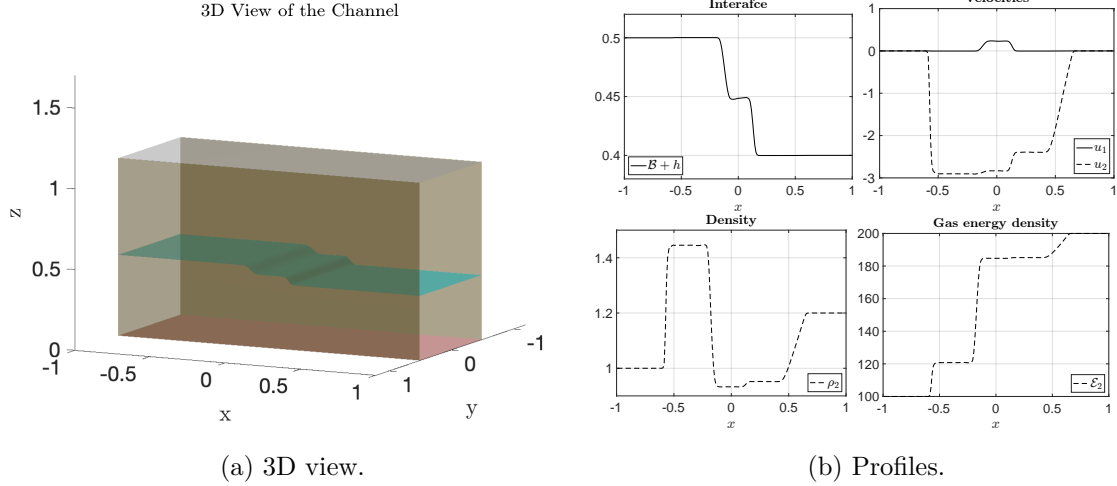 3D View of the Channel
1.5
1
0.5
0
z
-1
-0.5
0
0.5
1
x
1
0
-1
y
(a) 3D view.
Interafce
0.5
0.45
0.4
B + h
-1 -0.5 0 0.5 1
x
Velocities
1
0
-1
-2
-3
u1
u2
-1 -0.5 0 0.5 1
x
Density
1.4
1.2
1
ρ2
-1 -0.5 0 0.5 1
x
Gas energy density
200
180
160
140
120
100
ℰ2
-1 -0.5 0 0.5 1
x
(b) Profiles.